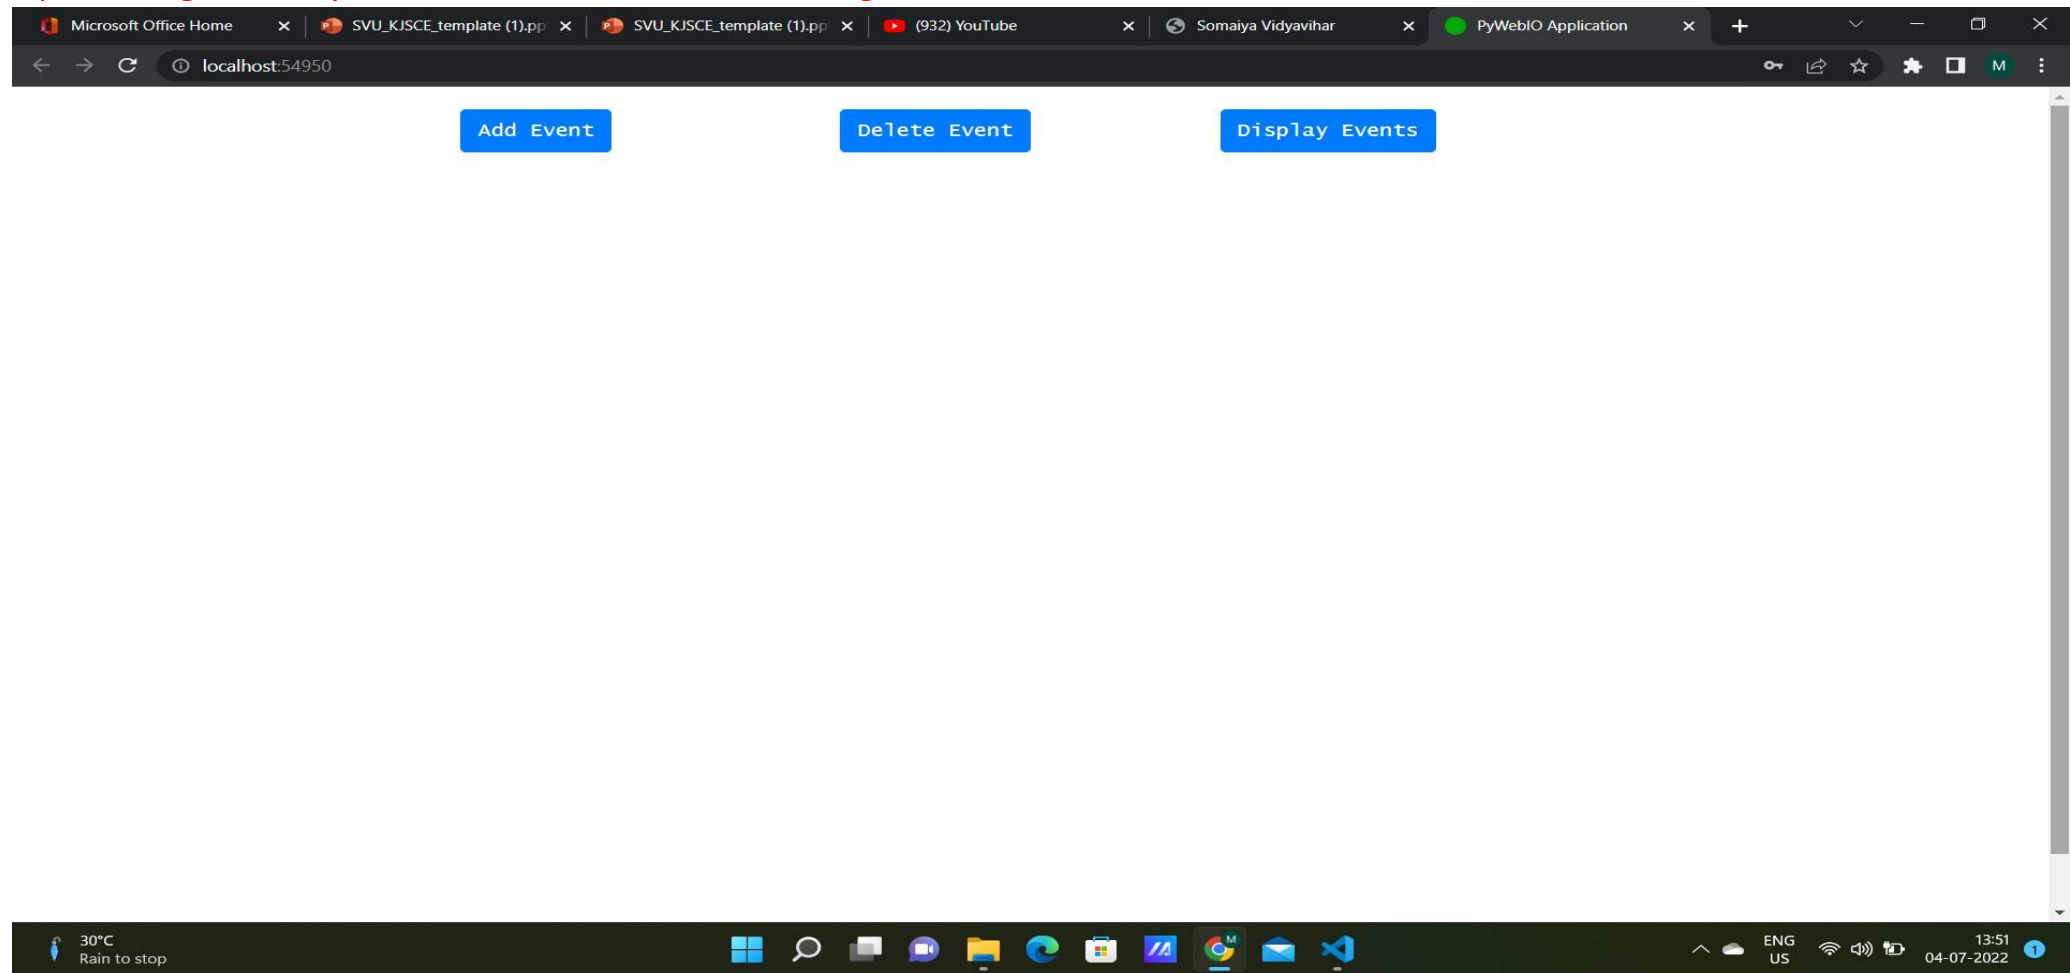 Microsoft Office Home
SVU_KJSCE_template (1).pp
SVU_KJSCE_template (1).pp
(932) YouTube
Somaiya Vidyavihar
PyWebIO Application
localhost:54950
M
Add Event
Delete Event
Display Events
30°C
Rain to stop
M
ENG
US
13:51
04-07-2022
1